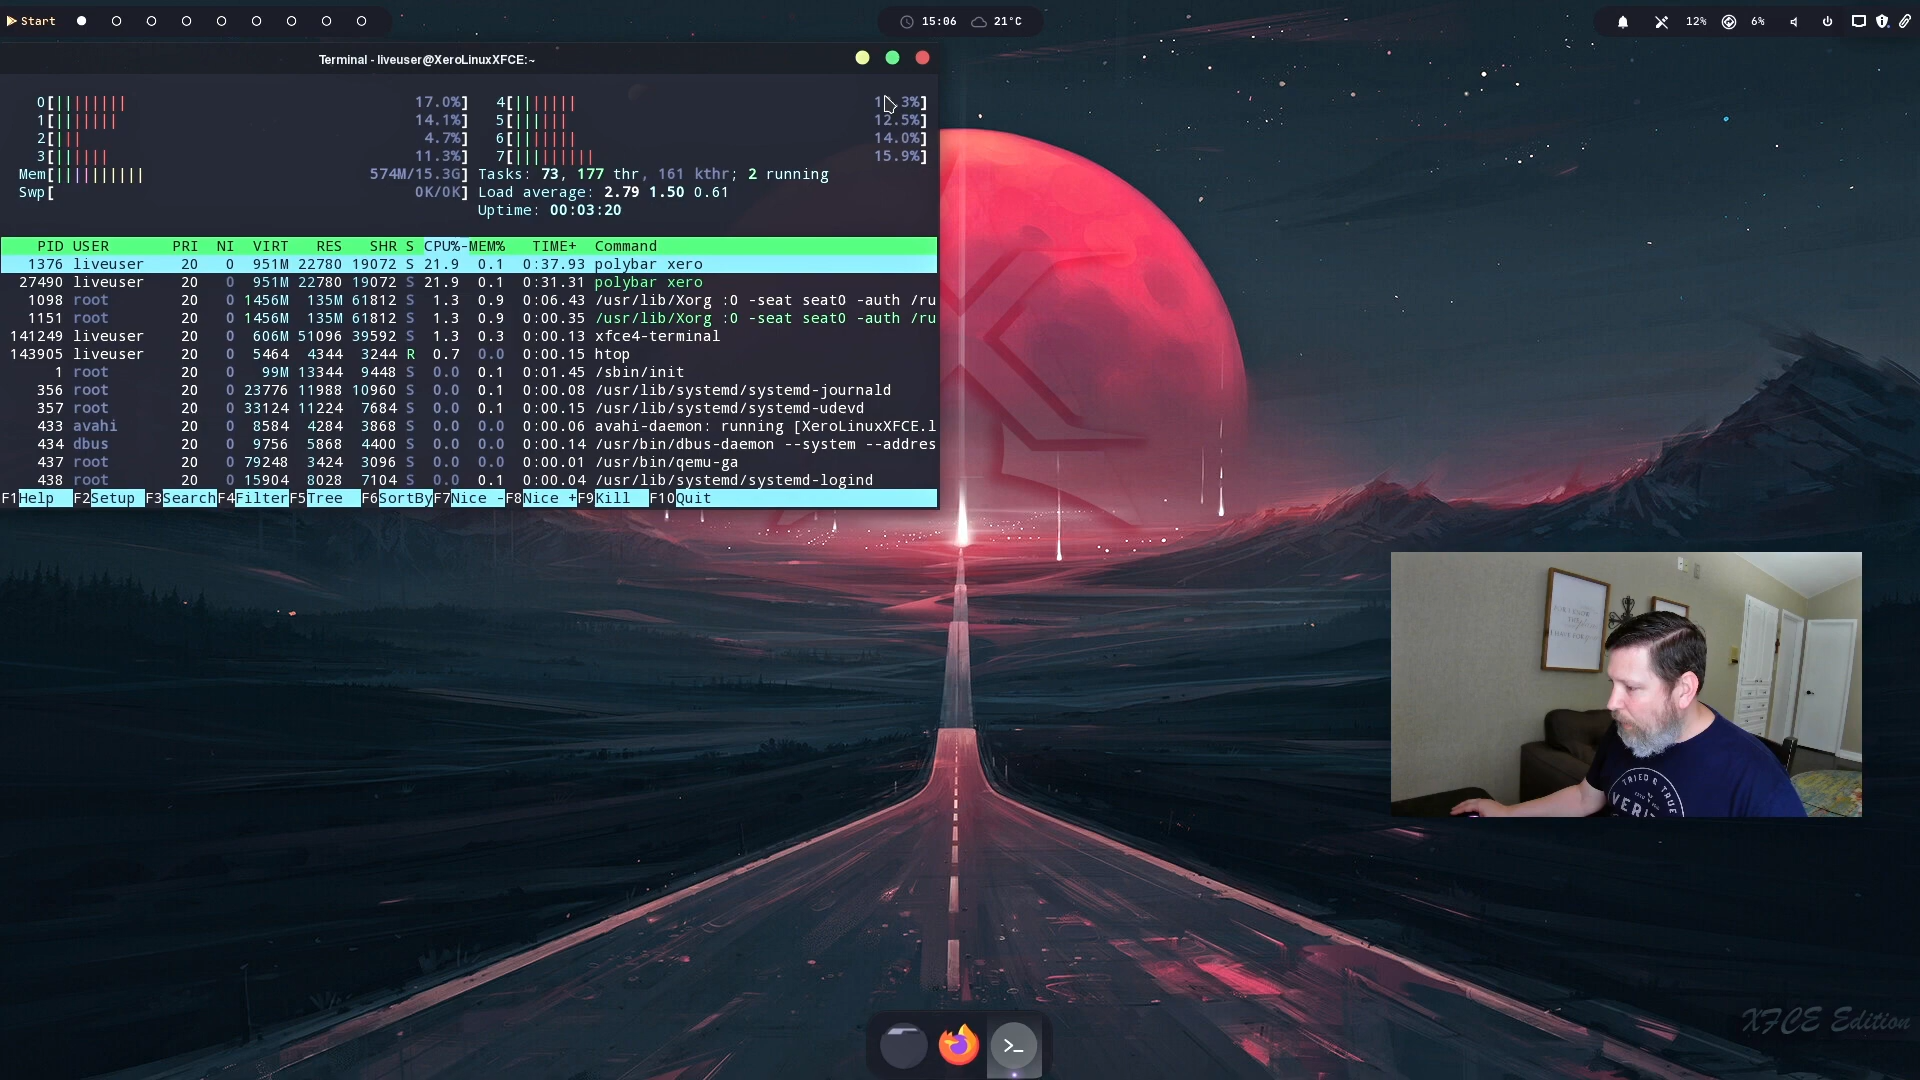 Start
15:06 21°C
12% 6%
Terminal - liveuser@XeroLinuxXFCE:~
0[|||||||| 17.0%] 4[||||||| 3%]
1[||||||| 14.1%] 5[|||||| 12.5%]
2[||| 4.7%] 6[||||||| 14.0%]
3[|||||| 11.3%] 7[||||||||| 15.9%]
Mem[|||||||||| 574M/15.3G] Tasks: 73, 177 thr, 161 kthr; 2 running
Swp[ 0K/0K] Load average: 2.79 1.50 0.61
Uptime: 00:03:20
PID USER PRI NI VIRT RES SHR S CPU%-MEM% TIME+ Command
1376 liveuser 20 0 951M 22780 19072 S 21.9 0.1 0:37.93 polybar xero
27490 liveuser 20 0 951M 22780 19072 S 21.9 0.1 0:31.31 polybar xero
1098 root 20 0 1456M 135M 61812 S 1.3 0.9 0:06.43 /usr/lib/Xorg :0 -seat seat0 -auth /ru
1151 root 20 0 1456M 135M 61812 S 1.3 0.9 0:00.35 /usr/lib/Xorg :0 -seat seat0 -auth /ru
141249 liveuser 20 0 606M 51096 39592 S 1.3 0.3 0:00.13 xfce4-terminal
143905 liveuser 20 0 5464 4344 3244 R 0.7 0.0 0:00.15 htop
1 root 20 0 99M 13344 9448 S 0.0 0.1 0:01.45 /sbin/init
356 root 20 0 23776 11988 10960 S 0.0 0.1 0:00.08 /usr/lib/systemd/systemd-journald
357 root 20 0 33124 11224 7684 S 0.0 0.1 0:00.15 /usr/lib/systemd/systemd-udevd
433 avahi 20 0 8584 4284 3868 S 0.0 0.0 0:00.06 avahi-daemon: running [XeroLinuxXFCE.l
434 dbus 20 0 9756 5868 4400 S 0.0 0.0 0:00.14 /usr/bin/dbus-daemon --system --addres
437 root 20 0 79248 3424 3096 S 0.0 0.0 0:00.01 /usr/bin/qemu-ga
438 root 20 0 15904 8028 7104 S 0.0 0.1 0:00.04 /usr/lib/systemd/systemd-logind
F1Help F2Setup F3SearchF4FilterF5Tree F6SortByF7Nice -F8Nice +F9Kill F10Quit
TRIED & TRUE
VERI
XFCE Edition